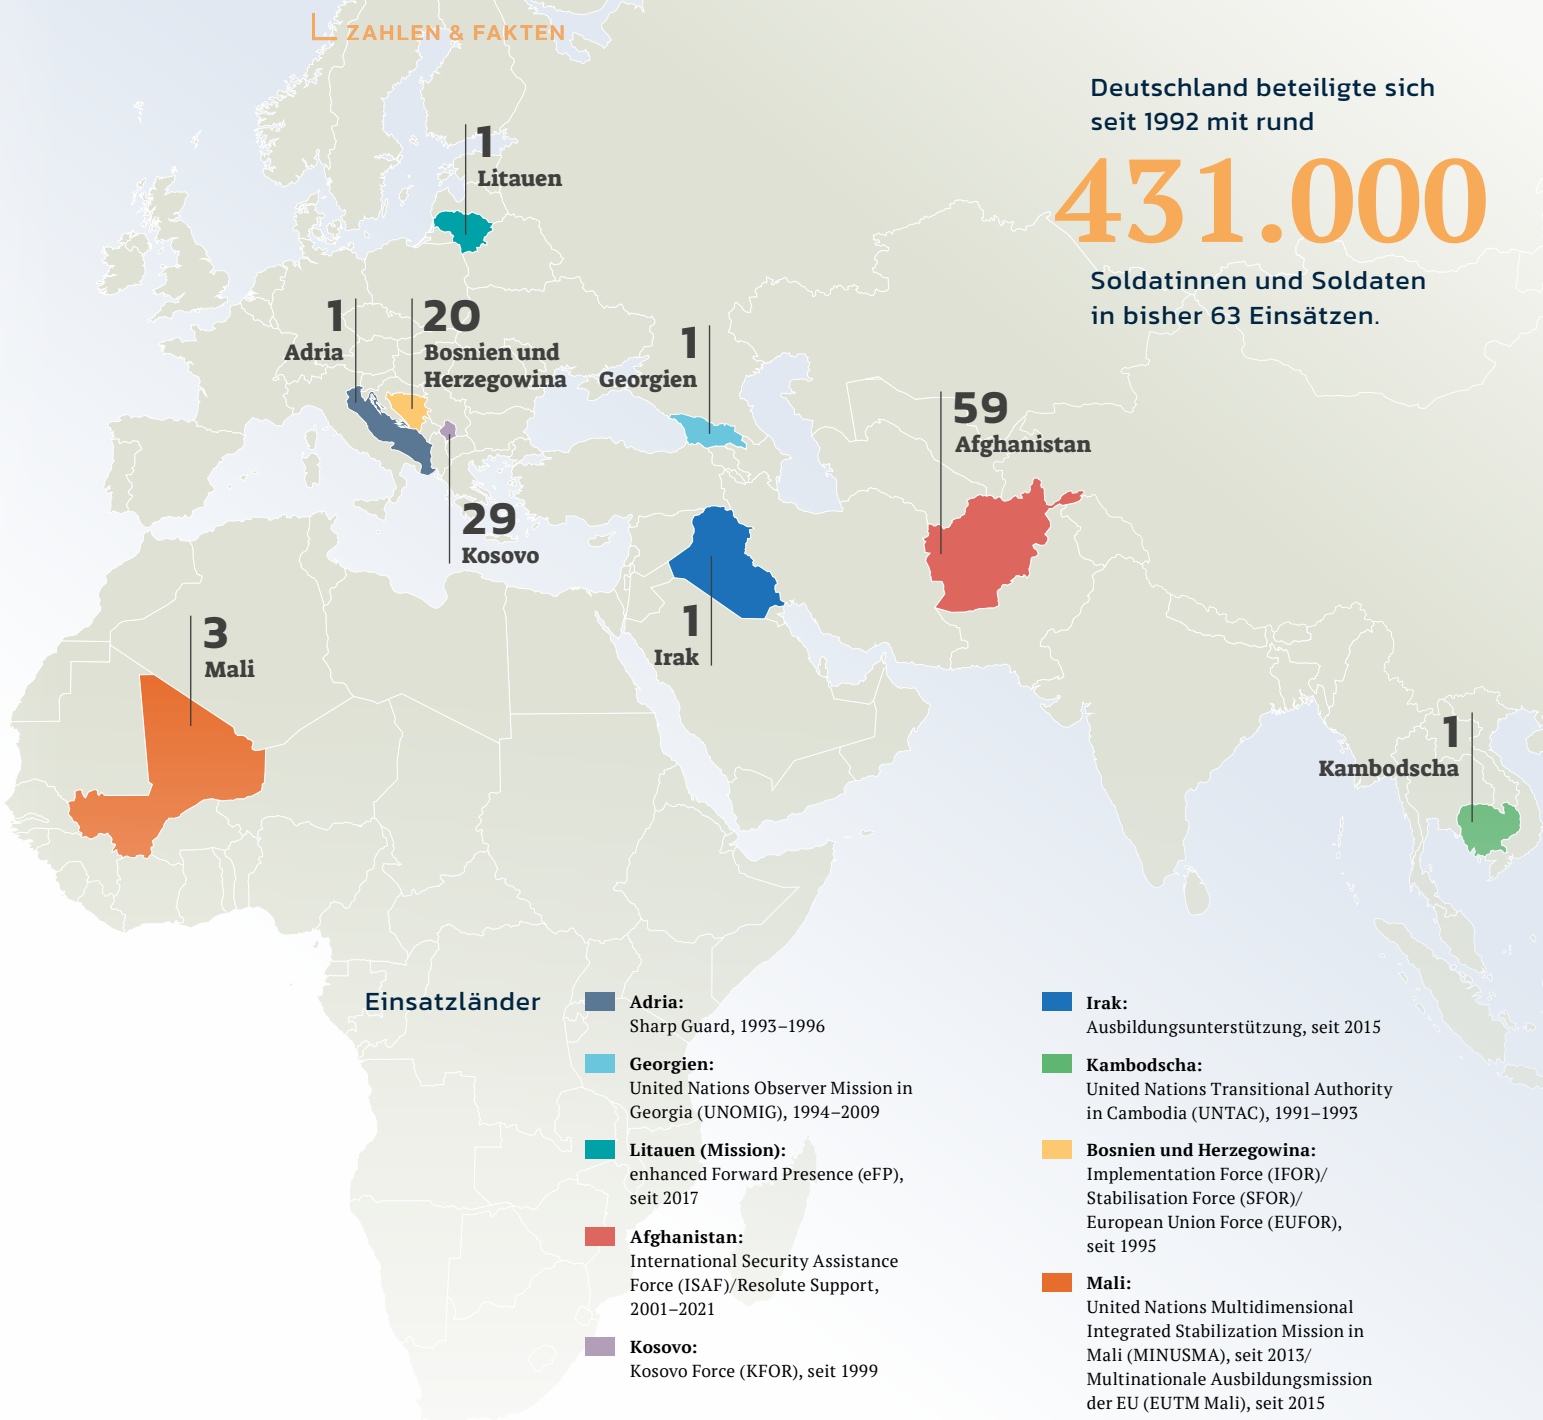 ZAHLEN & FAKTEN
Deutschland beteiligte sich
seit 1992 mit rund
431.000
Soldatinnen und Soldaten
in bisher 63 Einsätzen.
1
Litauen
1
Adria
20
Bosnien und
Herzegowina
1
Georgien
59
Afghanistan
29
Kosovo
1
Irak
3
Mali
1
Kambodscha
Einsatzländer
Adria:
Sharp Guard, 1993–1996
Georgien:
United Nations Observer Mission in
Georgia (UNOMIG), 1994–2009
Litauen (Mission):
enhanced Forward Presence (eFP),
seit 2017
Afghanistan:
International Security Assistance
Force (ISAF)/Resolute Support,
2001–2021
Kosovo:
Kosovo Force (KFOR), seit 1999
Irak:
Ausbildungsunterstützung, seit 2015
Kambodscha:
United Nations Transitional Authority
in Cambodia (UNTAC), 1991–1993
Bosnien und Herzegowina:
Implementation Force (IFOR)/
Stabilisation Force (SFOR)/
European Union Force (EUFOR),
seit 1995
Mali:
United Nations Multidimensional
Integrated Stabilization Mission in
Mali (MINUSMA), seit 2013/
Multinationale Ausbildungsmission
der EU (EUTM Mali), seit 2015